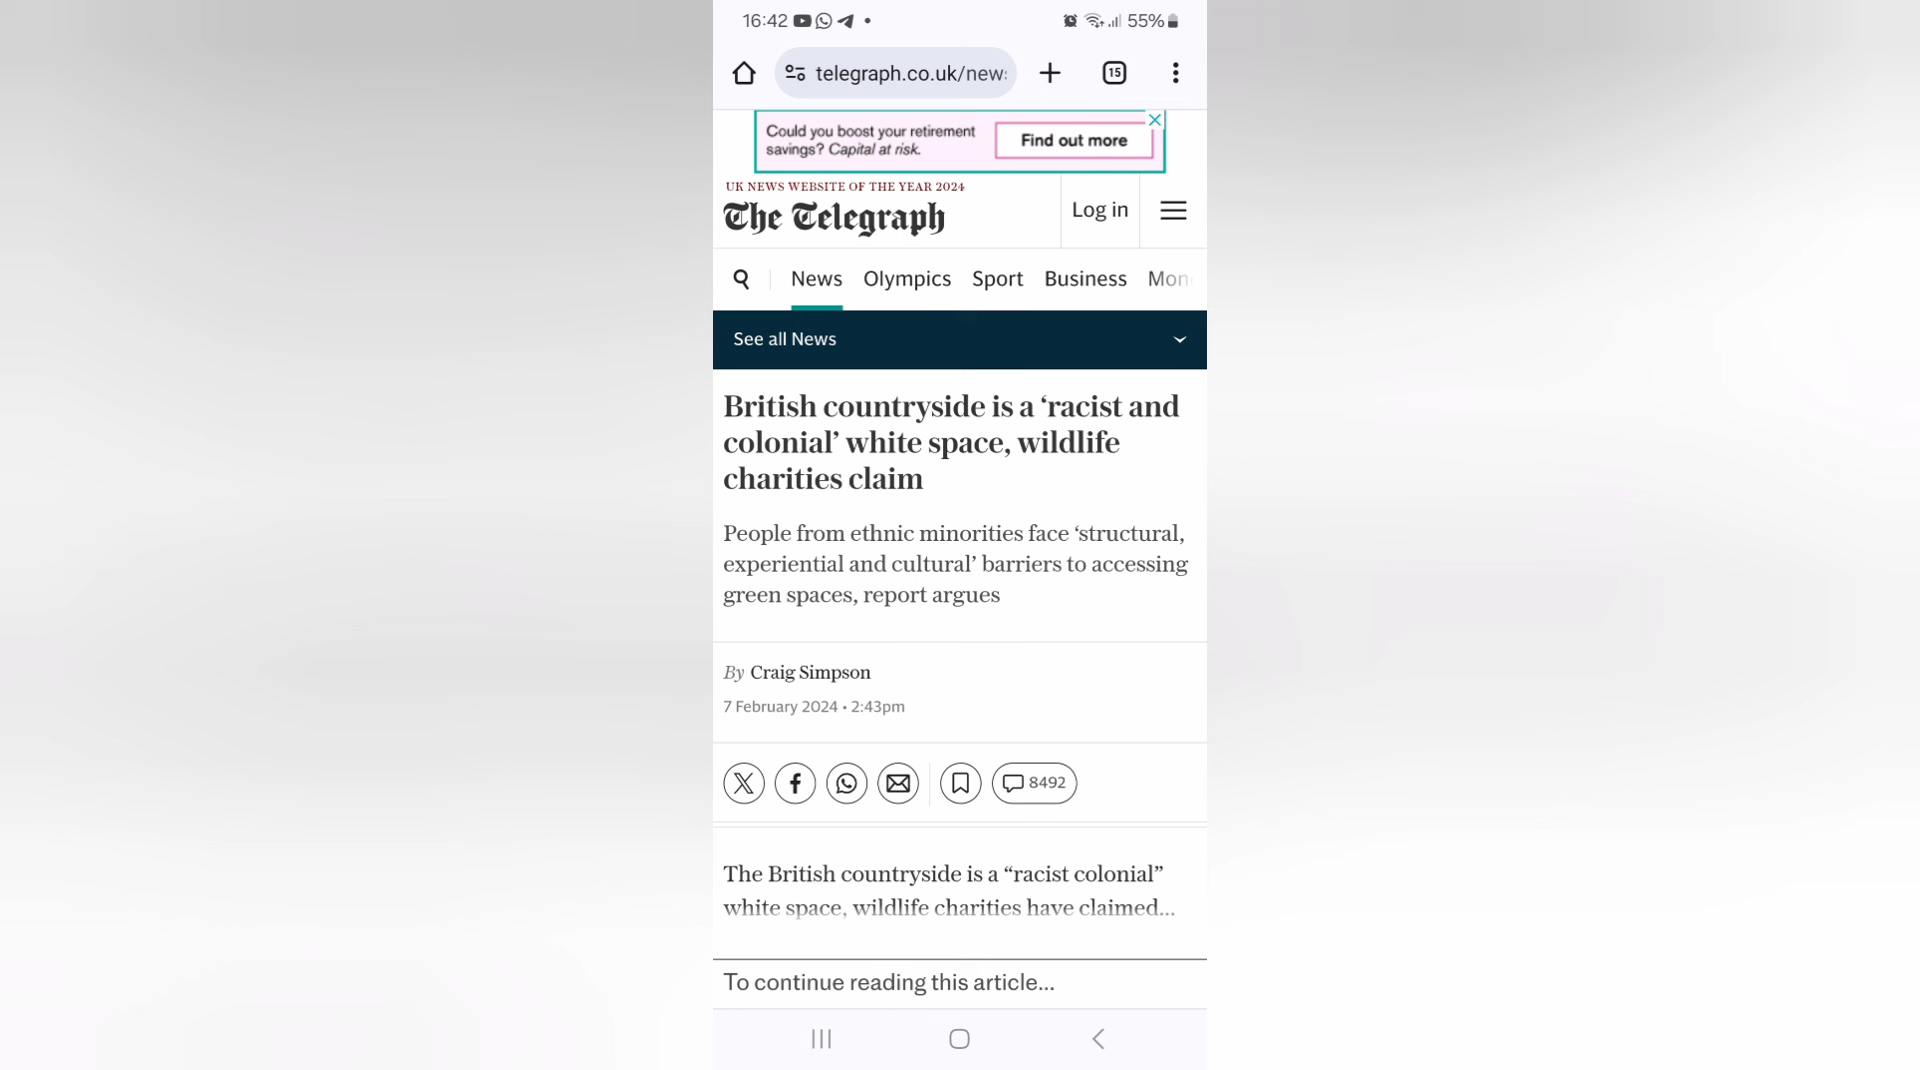 16:42 55%
telegraph.co.uk/news 15
Could you boost your retirement
savings? Capital at risk.
Find out more
UK NEWS WEBSITE OF THE YEAR 2024
The Telegraph
Log in
News Olympics Sport Business Mon
See all News
British countryside is a ‘racist and
colonial’ white space, wildlife
charities claim
People from ethnic minorities face ‘structural,
experiential and cultural’ barriers to accessing
green spaces, report argues
By Craig Simpson
7 February 2024 • 2:43pm
8492
The British countryside is a “racist colonial”
white space, wildlife charities have claimed...
To continue reading this article...